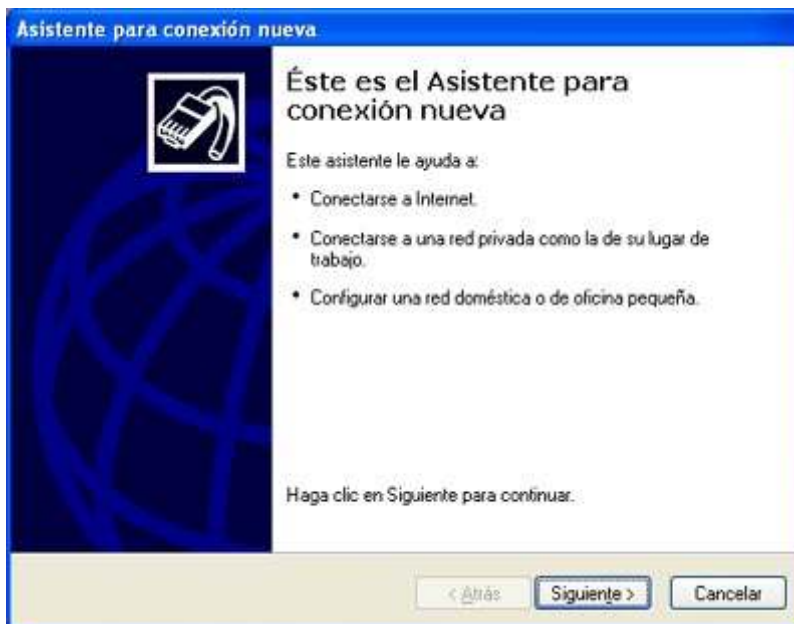 Asistente para conexión nueva
Éste es el Asistente para
conexión nueva
Este asistente le ayuda a:
• Conectarse a Internet.
• Conectarse a una red privada como la de su lugar de
trabajo.
• Configurar una red doméstica o de oficina pequeña.
Haga clic en Siguiente para continuar.
< Atrás
Siguiente >
Cancelar